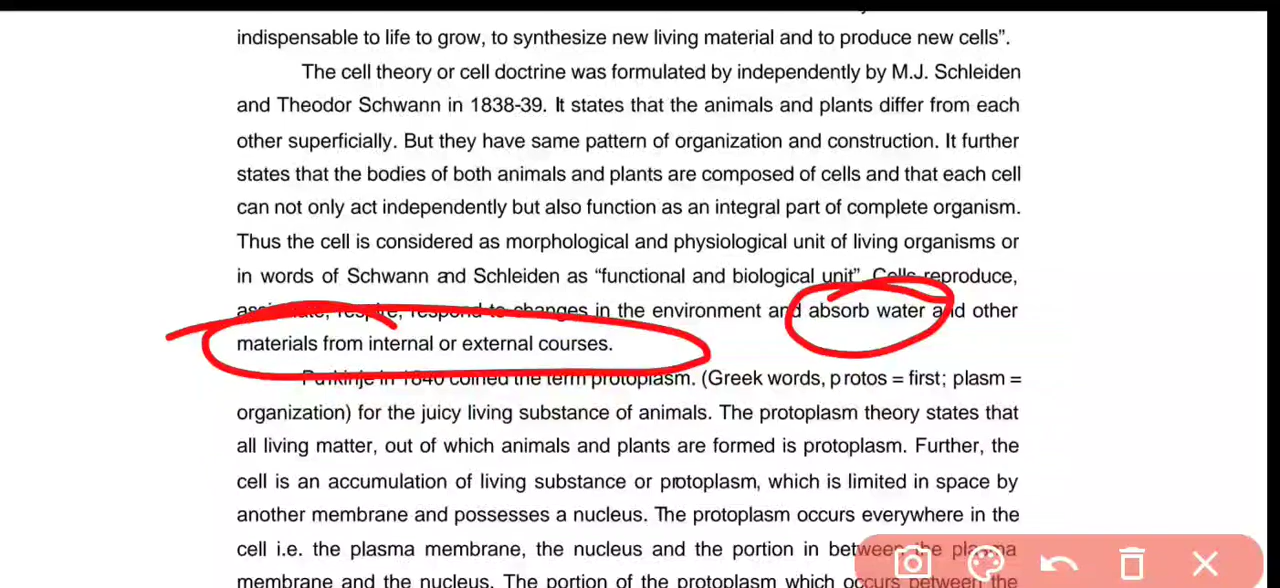 indispensable to life to grow, to synthesize new living material and to produce new cells”.
The cell theory or cell doctrine was formulated by independently by M.J. Schleiden
and Theodor Schwann in 1838-39. It states that the animals and plants differ from each
other superficially. But they have same pattern of organization and construction. It further
states that the bodies of both animals and plants are composed of cells and that each cell
can not only act independently but also function as an integral part of complete organism.
Thus the cell is considered as morphological and physiological unit of living organisms or
in words of Schwann and Schleiden as “functional and biological unit”. Cells reproduce,
assimilate, respire, respond to changes in the environment and absorb water and other
materials from internal or external courses.
Purkinje in 1840 coined the term protoplasm. (Greek words, protos = first; plasm =
organization) for the juicy living substance of animals. The protoplasm theory states that
all living matter, out of which animals and plants are formed is protoplasm. Further, the
cell is an accumulation of living substance or protoplasm, which is limited in space by
another membrane and possesses a nucleus. The protoplasm occurs everywhere in the
cell i.e. the plasma membrane, the nucleus and the portion in between the plasma
membrane and the nucleus. The portion of the protoplasm which occurs between the